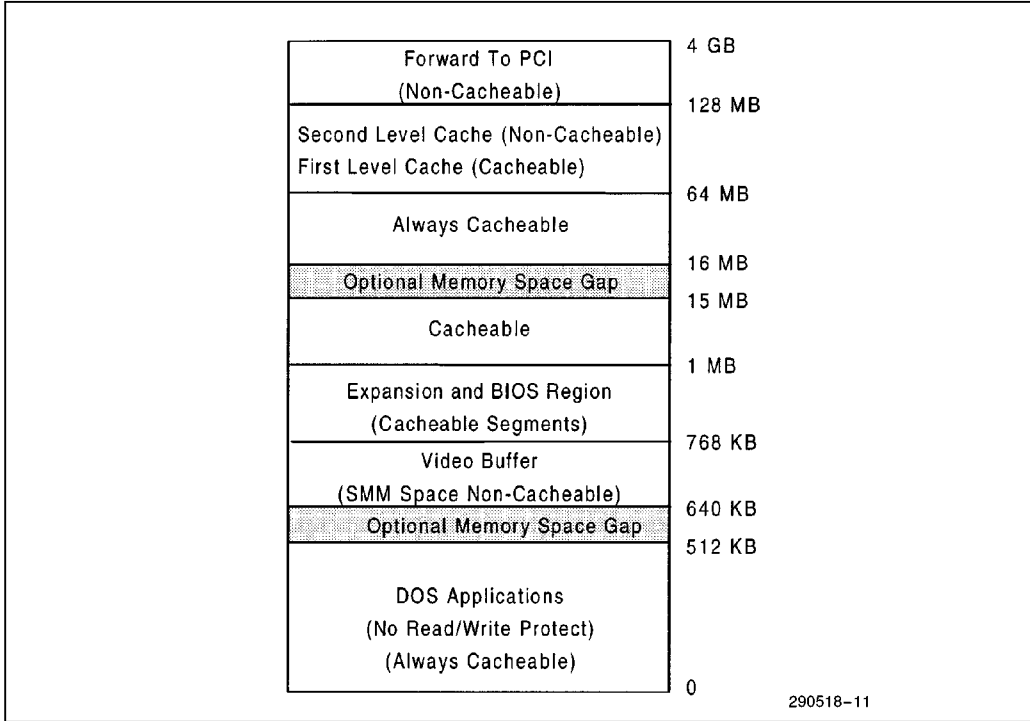 4 GB
Forward To PCI
(Non-Cacheable)
128 MB
Second Level Cache (Non-Cacheable)
First Level Cache (Cacheable)
64 MB
Always Cacheable
16 MB
Optional Memory Space Gap
15 MB
Cacheable
1 MB
Expansion and BIOS Region
(Cacheable Segments)
768 KB
Video Buffer
(SMM Space Non-Cacheable)
640 KB
Optional Memory Space Gap
512 KB
DOS Applications
(No Read/Write Protect)
(Always Cacheable)
0
290518-11